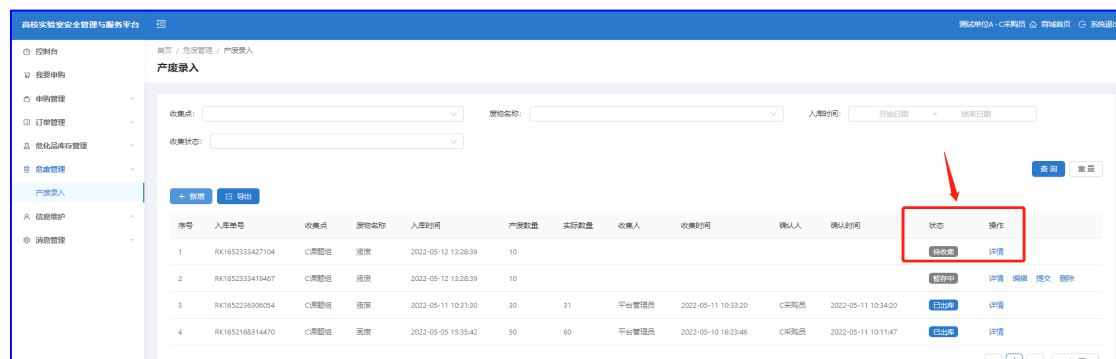 高校实验室安全管理与服务平台 测试单位A - C采购员 商城首页 系统退出
控制台
我要申购
申购管理
订单管理
危化品库存管理
危废管理
产废录入
信息维护
消息管理
首页 / 危废管理 / 产废录入
产废录入
收集点: 废物名称: 入库时间: 开始日期 ~ 结束日期
收集状态:
查 询 重 置
+ 新增 导出
序号 入库单号 收集点 废物名称 入库时间 产废数量 实际数量 收集人 收集时间 确认人 确认时间 状态 操作
1 RK1652333427104 C课题组 液废 2022-05-12 13:28:39 10 待收集 详情
2 RK1652333419467 C课题组 液废 2022-05-12 13:28:39 10 暂存中 详情 编辑 提交 删除
3 RK1652236306054 C课题组 液废 2022-05-11 10:31:30 30 31 平台管理员 2022-05-11 10:33:20 C采购员 2022-05-11 10:34:20 已出库 详情
4 RK1652168314470 C课题组 固废 2022-05-05 15:35:42 50 60 平台管理员 2022-05-10 16:23:46 C采购员 2022-05-11 10:11:47 已出库 详情